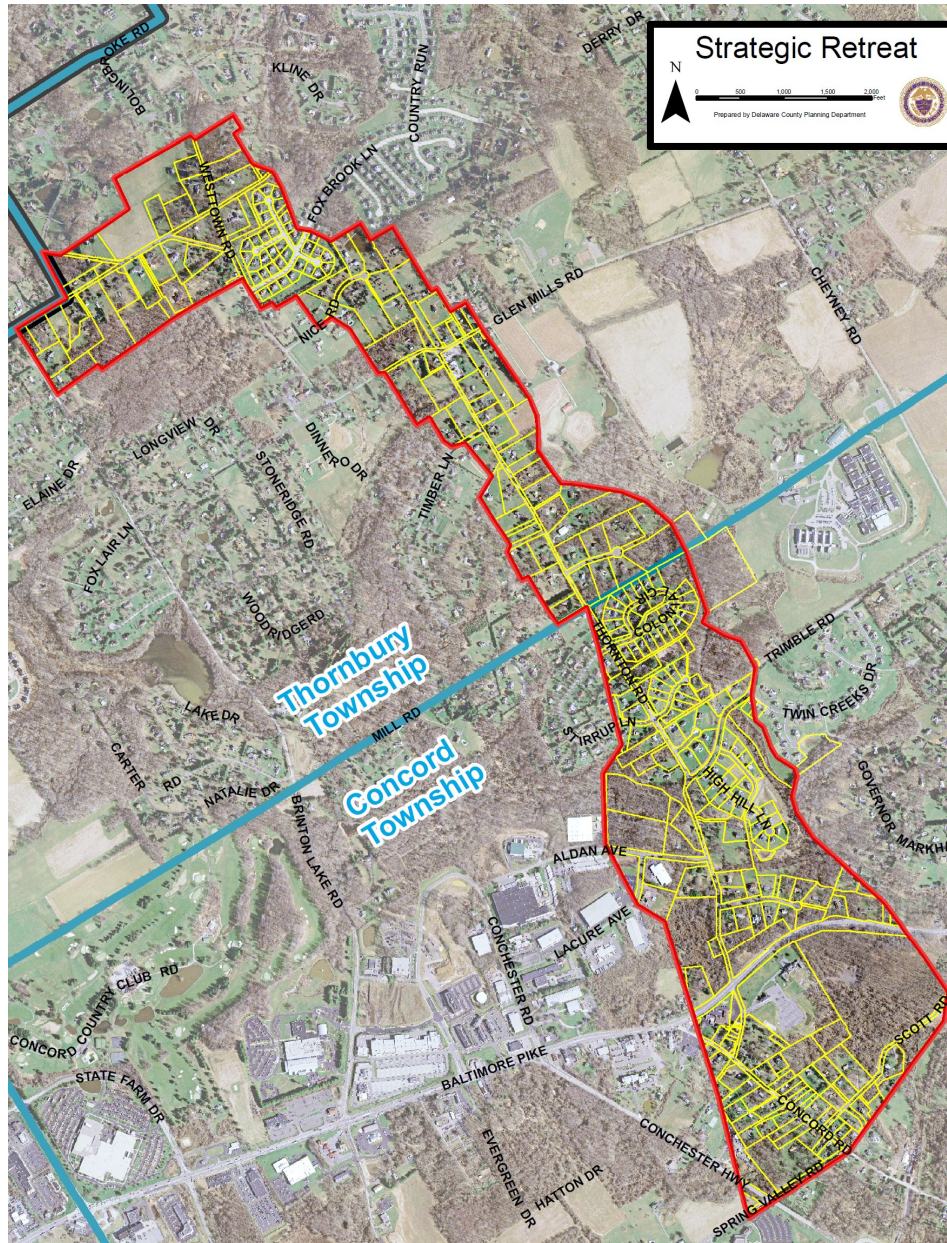 Strategic Retreat
N
0 500 1,000 1,500 2,000
Feet
Prepared by Delaware County Planning Department
BOLINGBROKE RD
KLINE DR
COUNTRY RUN
DERRY DR
FOX BROOK LN
WESTTOWN RD
NICE RD
GLEN MILLS RD
CHEYNEY RD
ELAINE DR
LONGVIEW DR
STONERIDGE RD
DINNERO DR
TIMBER LN
FOX LAIR LN
WOODRIDGE RD
Thornbury
Township
MILL RD
Concord
Township
LAKE DR
CARTER RD
NATALIE DR
BRINTON LAKE RD
COLONIAL CIR
THORNTON RD
TRIMBLE RD
TWIN CREEKS DR
STIRRUP LN
HIGH HILL LN
GOVERNOR MARKHA
ALDAN AVE
LACURE AVE
CONCHESTER RD
CONCORD COUNTRY CLUB RD
STATE FARM DR
BALTIMORE PIKE
SCOTT RD
CONCORD RD
CONCHESTER HWY
SPRING VALLEY RD
EVERGREEN DR
HATTON DR